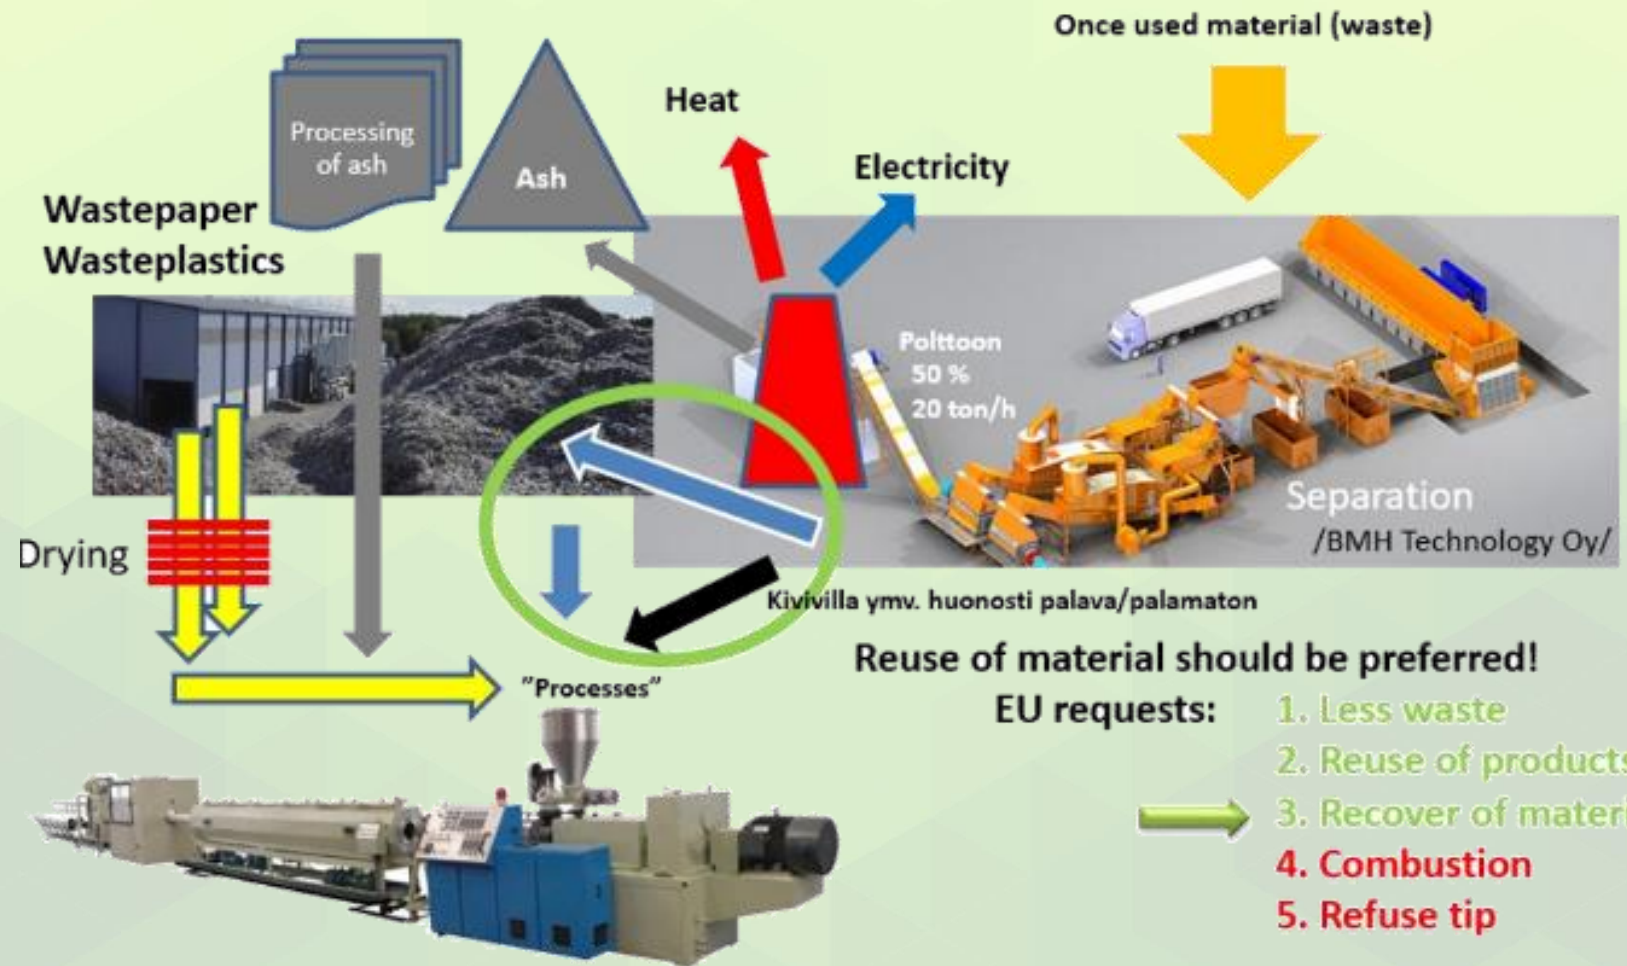 Once used material (waste)
Heat
Processing
of ash
Ash
Electricity
Wastepaper
Wasteplastics
Polttoon
50 %
20 ton/h
Separation
/BMH Technology Oy/
Drying
Kivivilla ymv. huonosti palava/palamaton
Reuse of material should be preferred!
"Processes"
EU requests:
1. Less waste
2. Reuse of products
3. Recover of materi
4. Combustion
5. Refuse tip